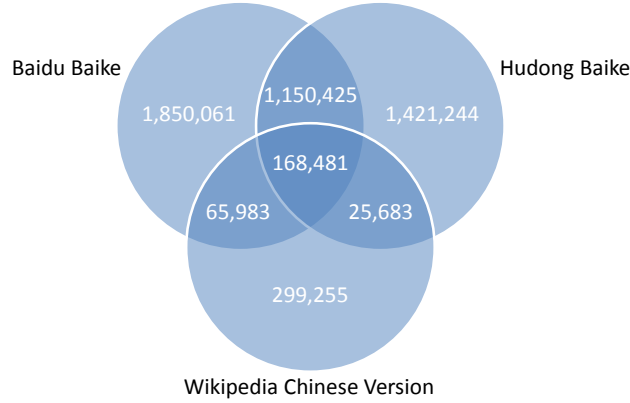 Baidu Baike
Hudong Baike
1,150,425
1,850,061
1,421,244
168,481
65,983
25,683
299,255
Wikipedia Chinese Version